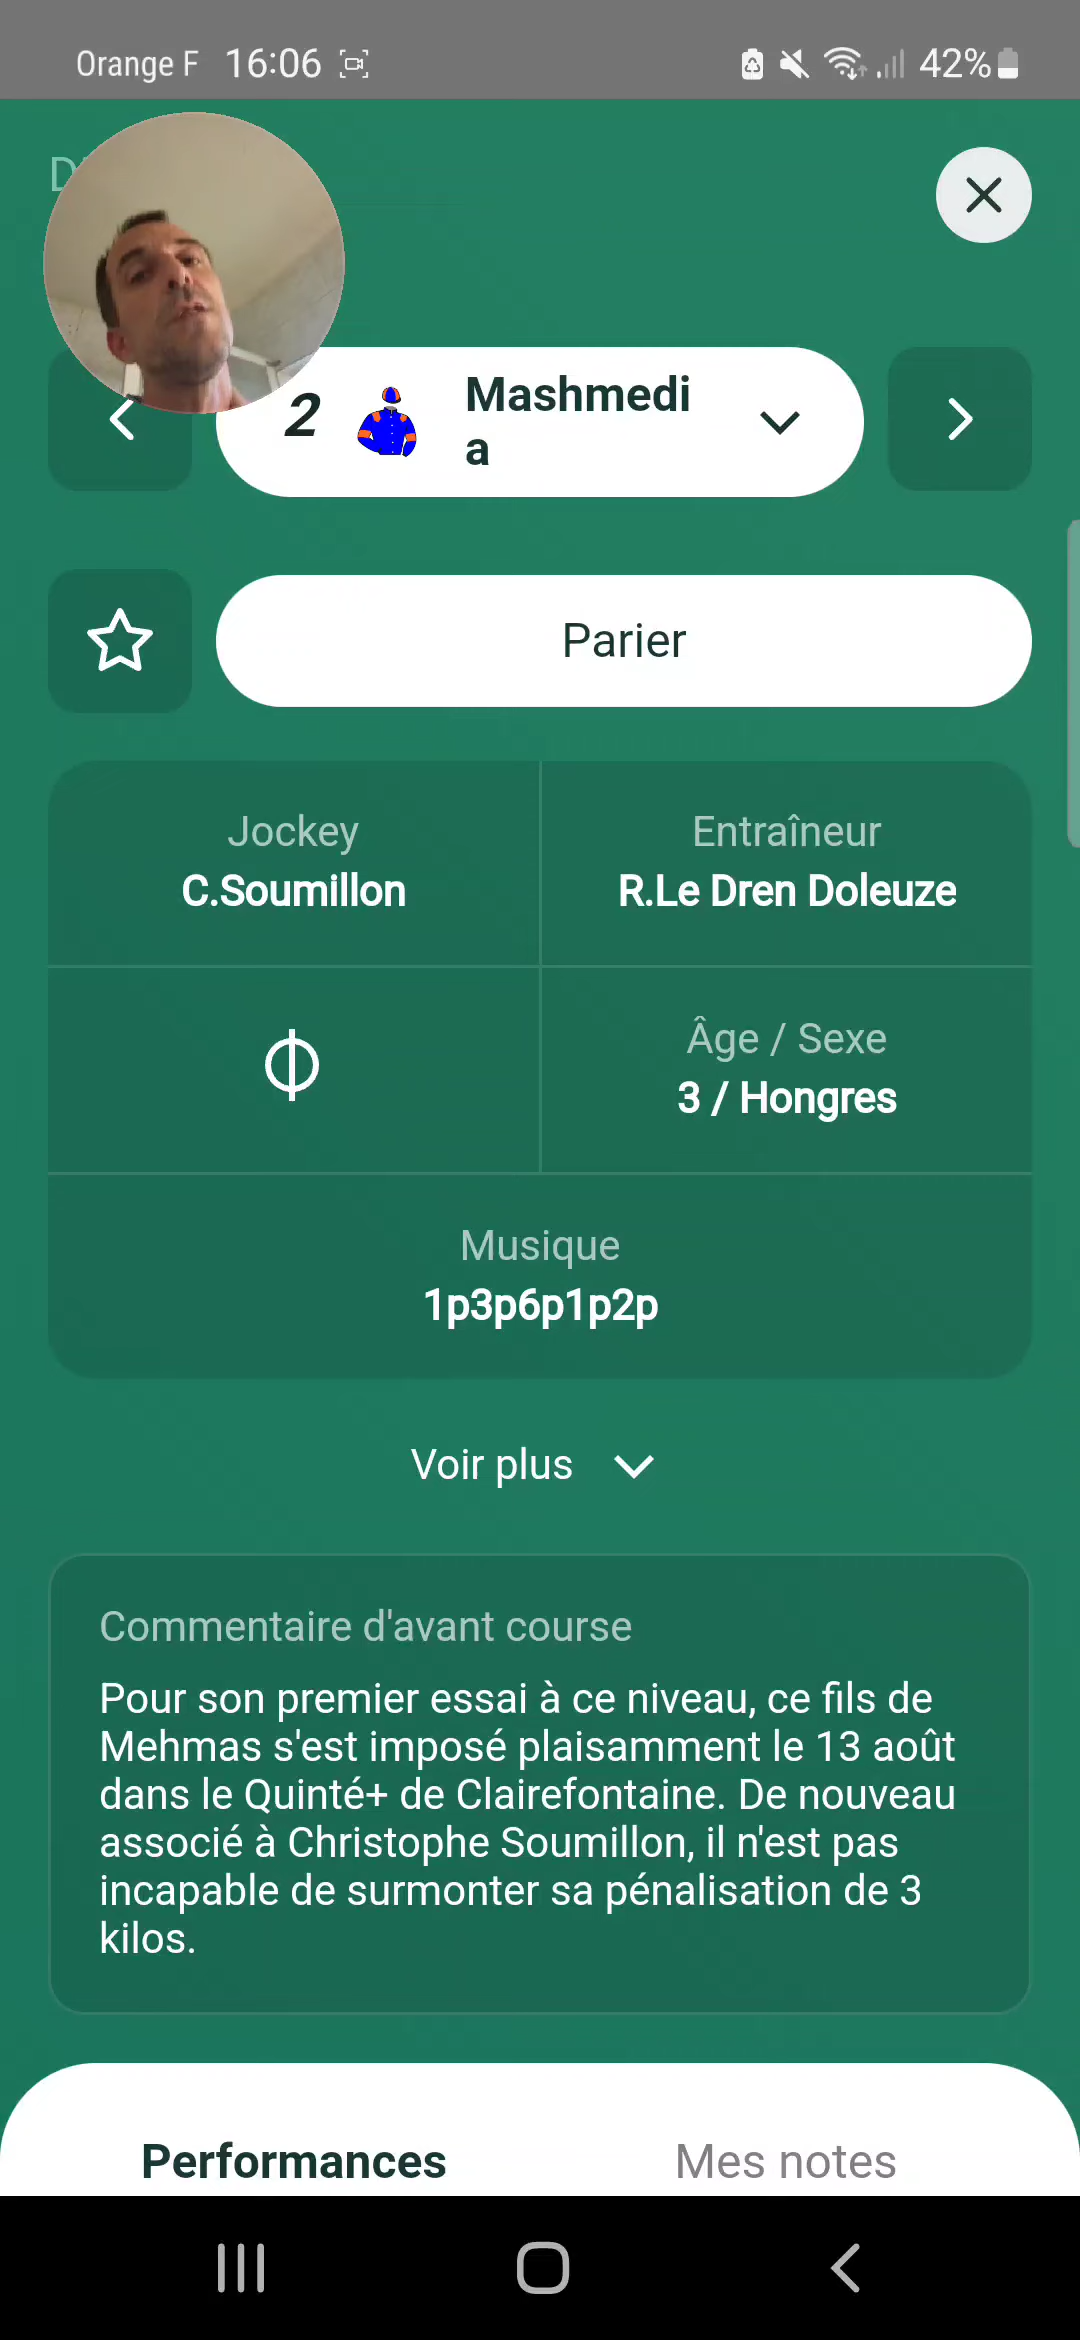 Orange F 16:06 42%
2 Mashmedi
a
Parier
Jockey
C.Soumillon
Entraîneur
R.Le Dren Doleuze
Âge / Sexe
3 / Hongres
Musique
1p3p6p1p2p
Voir plus
Commentaire d'avant course
Pour son premier essai à ce niveau, ce fils de
Mehmas s'est imposé plaisamment le 13 août
dans le Quinté+ de Clairefontaine. De nouveau
associé à Christophe Soumillon, il n'est pas
incapable de surmonter sa pénalisation de 3
kilos.
Performances Mes notes